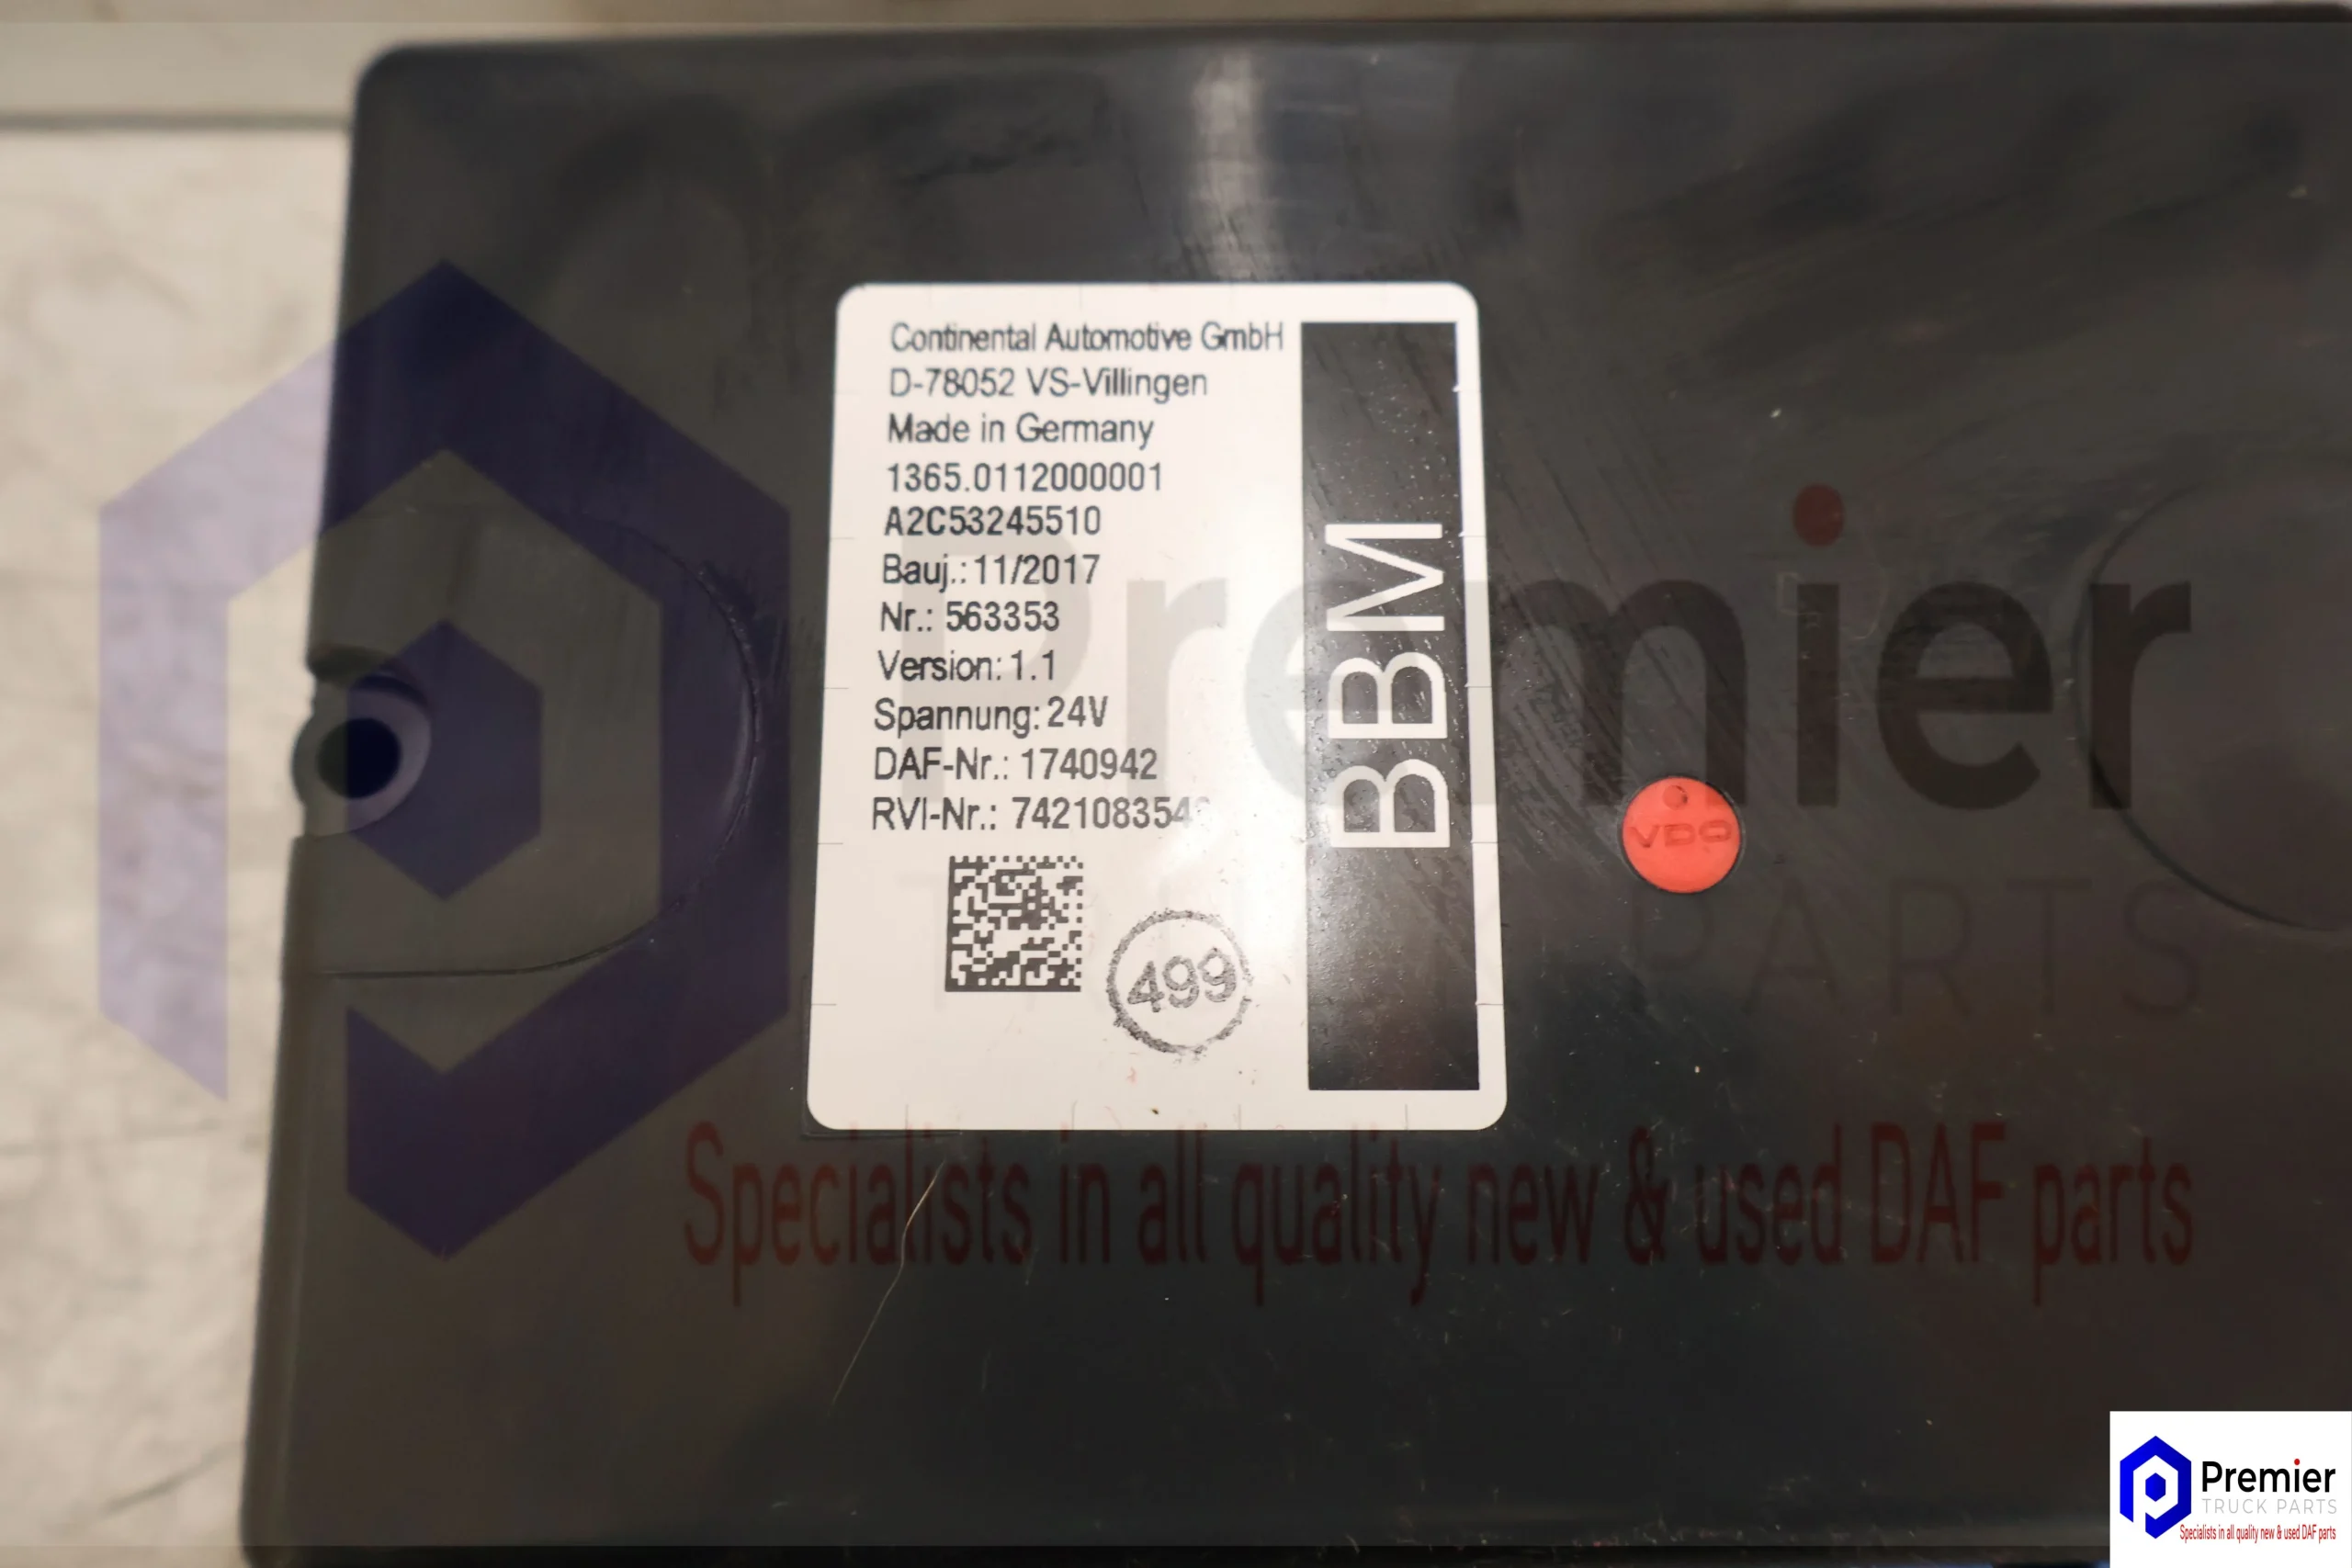 Continental Automotive GmbH
D-78052 VS-Villingen
Made in Germany
1365.0112000001
A2C53245510
Bauj.: 11/2017
Nr.: 563353
Version: 1.1
Spannung: 24V
DAF-Nr.: 1740942
RVI-Nr.:
BBM
499
VDO
Premier
TRUCK PARTS
Specialists in all quality new & used DAF parts
Premier
TRUCK PARTS
Specialists in all quality new & used DAF parts